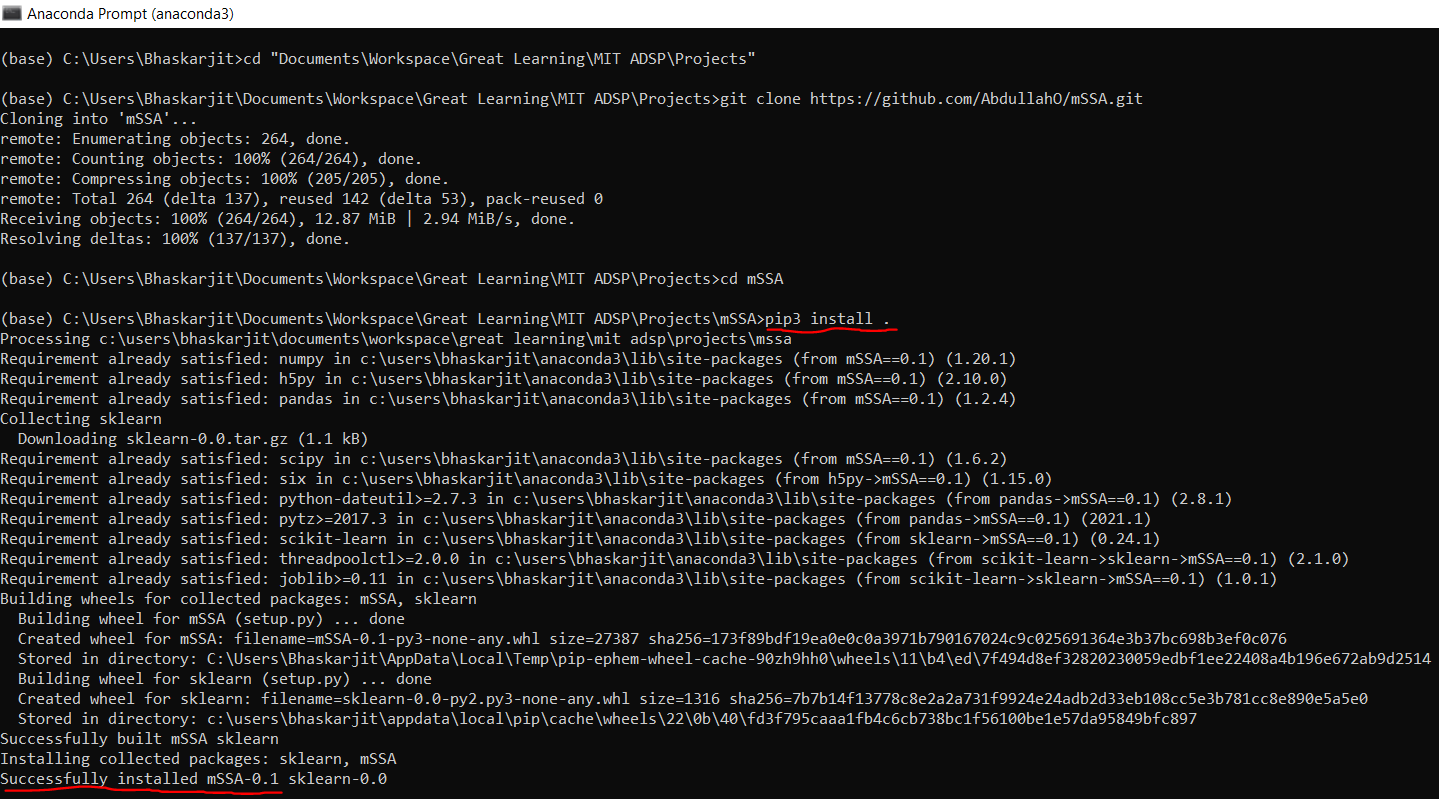 Anaconda Prompt (anaconda3)
(base) C:\Users\Bhaskarjit>cd "Documents\Workspace\Great Learning\MIT ADSP\Projects"
(base) C:\Users\Bhaskarjit\Documents\Workspace\Great Learning\MIT ADSP\Projects>git clone https://github.com/AbdullahO/mSSA.git
Cloning into 'mSSA'...
remote: Enumerating objects: 264, done.
remote: Counting objects: 100% (264/264), done.
remote: Compressing objects: 100% (205/205), done.
remote: Total 264 (delta 137), reused 142 (delta 53), pack-reused 0
Receiving objects: 100% (264/264), 12.87 MiB | 2.94 MiB/s, done.
Resolving deltas: 100% (137/137), done.
(base) C:\Users\Bhaskarjit\Documents\Workspace\Great Learning\MIT ADSP\Projects>cd mSSA
(base) C:\Users\Bhaskarjit\Documents\Workspace\Great Learning\MIT ADSP\Projects\mSSA>pip3 install .
Processing c:\users\bhaskarjit\documents\workspace\great learning\mit adsp\projects\mssa
Requirement already satisfied: numpy in c:\users\bhaskarjit\anaconda3\lib\site-packages (from mSSA==0.1) (1.20.1)
Requirement already satisfied: h5py in c:\users\bhaskarjit\anaconda3\lib\site-packages (from mSSA==0.1) (2.10.0)
Requirement already satisfied: pandas in c:\users\bhaskarjit\anaconda3\lib\site-packages (from mSSA==0.1) (1.2.4)
Collecting sklearn
  Downloading sklearn-0.0.tar.gz (1.1 kB)
Requirement already satisfied: scipy in c:\users\bhaskarjit\anaconda3\lib\site-packages (from mSSA==0.1) (1.6.2)
Requirement already satisfied: six in c:\users\bhaskarjit\anaconda3\lib\site-packages (from h5py->mSSA==0.1) (1.15.0)
Requirement already satisfied: python-dateutil>=2.7.3 in c:\users\bhaskarjit\anaconda3\lib\site-packages (from pandas->mSSA==0.1) (2.8.1)
Requirement already satisfied: pytz>=2017.3 in c:\users\bhaskarjit\anaconda3\lib\site-packages (from pandas->mSSA==0.1) (2021.1)
Requirement already satisfied: scikit-learn in c:\users\bhaskarjit\anaconda3\lib\site-packages (from sklearn->mSSA==0.1) (0.24.1)
Requirement already satisfied: threadpoolctl>=2.0.0 in c:\users\bhaskarjit\anaconda3\lib\site-packages (from scikit-learn->sklearn->mSSA==0.1) (2.1.0)
Requirement already satisfied: joblib>=0.11 in c:\users\bhaskarjit\anaconda3\lib\site-packages (from scikit-learn->sklearn->mSSA==0.1) (1.0.1)
Building wheels for collected packages: mSSA, sklearn
  Building wheel for mSSA (setup.py) ... done
  Created wheel for mSSA: filename=mSSA-0.1-py3-none-any.whl size=27387 sha256=173f89bdf19ea0e0c0a3971b790167024c9c025691364e3b37bc698b3ef0c076
  Stored in directory: C:\Users\Bhaskarjit\AppData\Local\Temp\pip-ephem-wheel-cache-90zh9hh0\wheels\11\b4\ed\7f494d8ef32820230059edbf1ee22408a4b196e672ab9d2514
  Building wheel for sklearn (setup.py) ... done
  Created wheel for sklearn: filename=sklearn-0.0-py2.py3-none-any.whl size=1316 sha256=7b7b14f13778c8e2a2a731f9924e24adb2d33eb108cc5e3b781cc8e890e5a5e0
  Stored in directory: c:\users\bhaskarjit\appdata\local\pip\cache\wheels\22\0b\40\fd3f795caaa1fb4c6cb738bc1f56100be1e57da95849bfc897
Successfully built mSSA sklearn
Installing collected packages: sklearn, mSSA
Successfully installed mSSA-0.1 sklearn-0.0